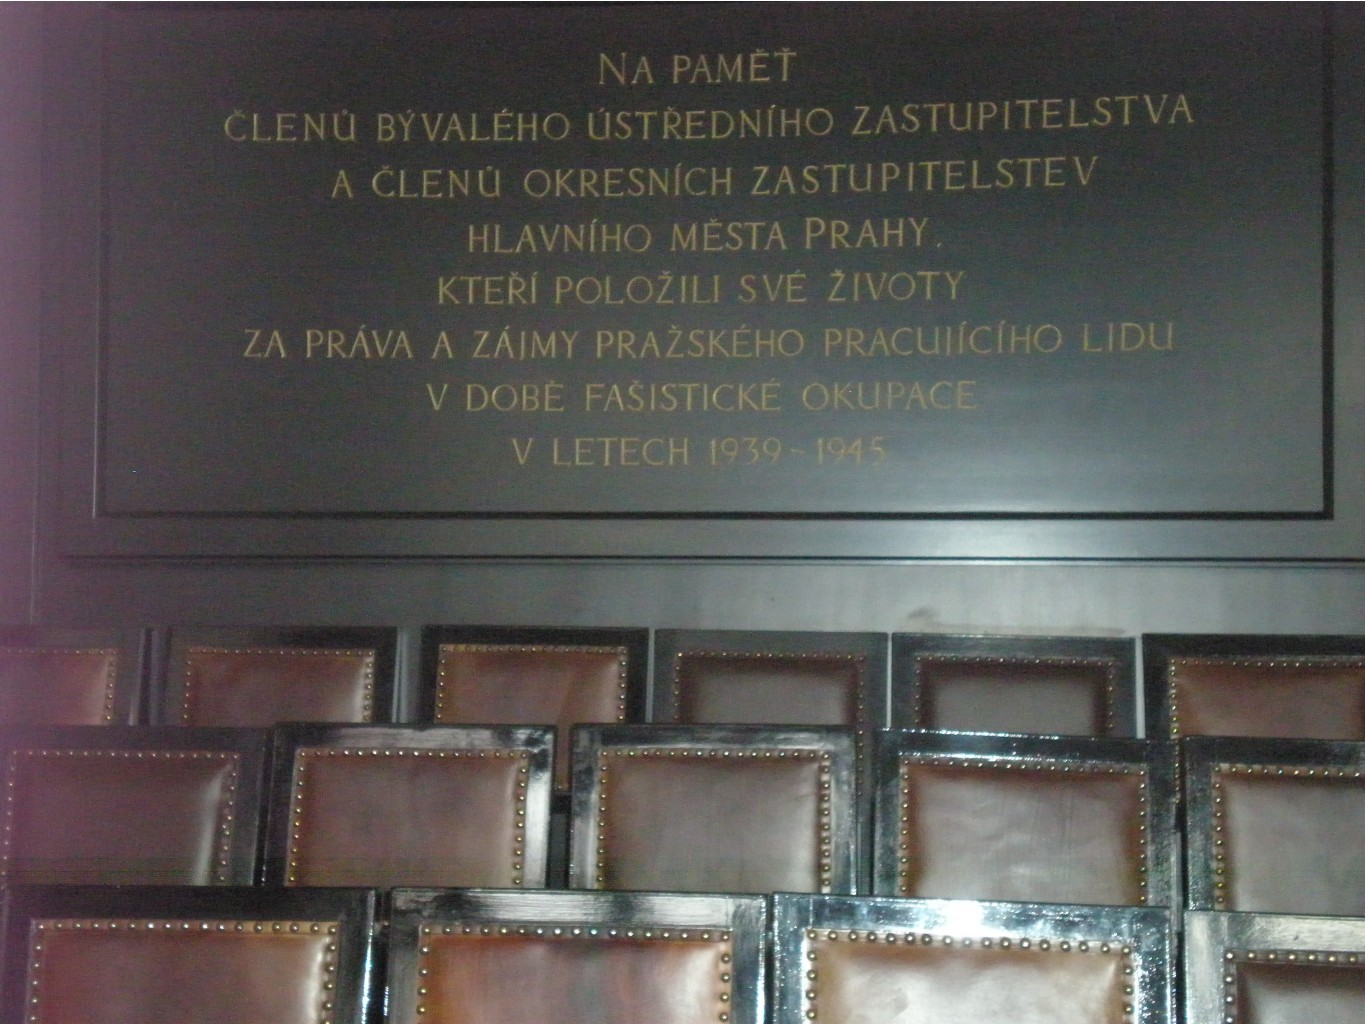 NA PAMĚŤ
ČLENŮ BÝVALÉHO ÚSTŘEDNÍHO ZASTUPITELSTVA
A ČLENŮ OKRESNÍCH ZASTUPITELSTEV
HLAVNÍHO MĚSTA PRAHY,
KTEŘÍ POLOŽILI SVÉ ŽIVOTY
ZA PRÁVA A ZÁJMY PRAŽSKÉHO PRACUJÍCÍHO LIDU
V DOBĚ FAŠISTICKÉ OKUPACE
V LETECH 1939-1945